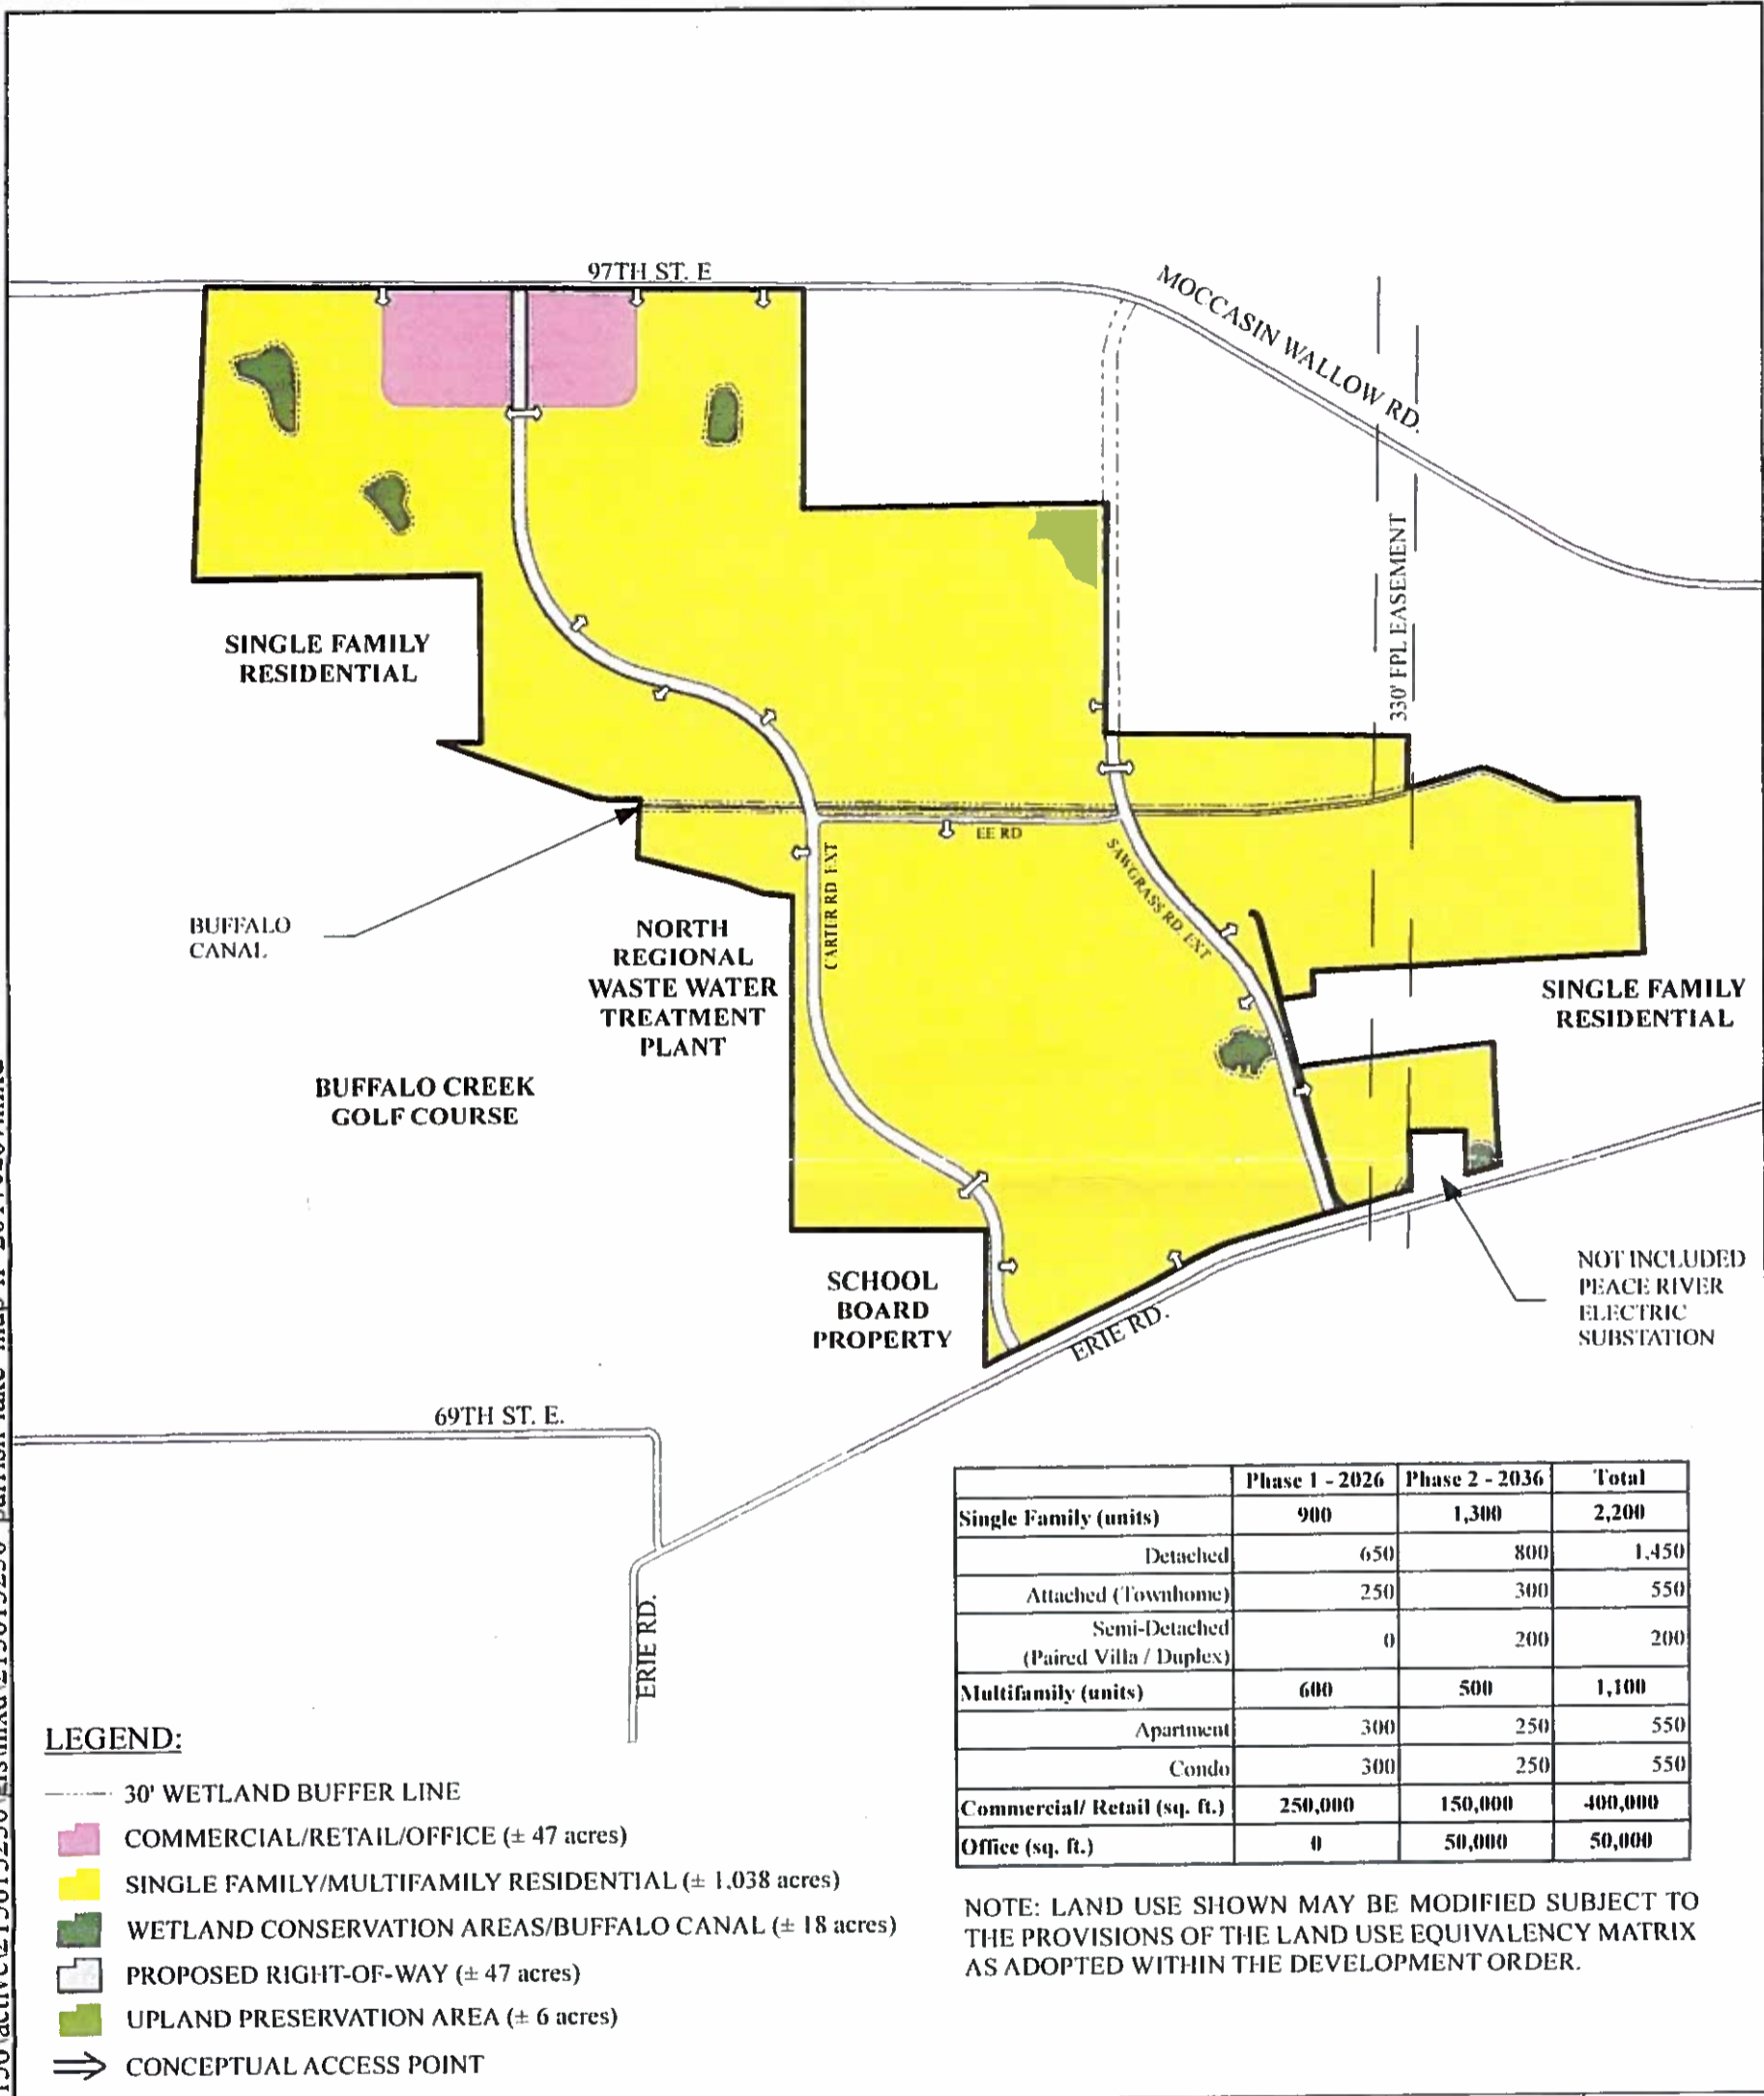 97TH ST. E
MOCCASIN WALLOW RD.
330' FPL EASEMENT
SINGLE FAMILY
RESIDENTIAL
EE RD
CARTER RD EXT
SAWGRASS RD. EXT
BUFFALO
CANAL
NORTH
REGIONAL
WASTE WATER
TREATMENT
PLANT
SINGLE FAMILY
RESIDENTIAL
BUFFALO CREEK
GOLF COURSE
SCHOOL
BOARD
PROPERTY
ERIE RD.
NOT INCLUDED
PEACE RIVER
ELECTRIC
SUBSTATION
69TH ST. E.
ERIE RD.
Phase 1 - 2026 Phase 2 - 2036 Total
Single Family (units) 900 1,300 2,200
Detached 650 800 1,450
Attached (Townhome) 250 300 550
Semi-Detached
(Paired Villa / Duplex) 0 200 200
Multifamily (units) 600 500 1,100
Apartment 300 250 550
Condo 300 250 550
Commercial/ Retail (sq. ft.) 250,000 150,000 400,000
Office (sq. ft.) 0 50,000 50,000
NOTE: LAND USE SHOWN MAY BE MODIFIED SUBJECT TO
THE PROVISIONS OF THE LAND USE EQUIVALENCY MATRIX
AS ADOPTED WITHIN THE DEVELOPMENT ORDER.
LEGEND:
30' WETLAND BUFFER LINE
COMMERCIAL/RETAIL/OFFICE (± 47 acres)
SINGLE FAMILY/MULTIFAMILY RESIDENTIAL (± 1,038 acres)
WETLAND CONSERVATION AREAS/BUFFALO CANAL (± 18 acres)
PROPOSED RIGHT-OF-WAY (± 47 acres)
UPLAND PRESERVATION AREA (± 6 acres)
CONCEPTUAL ACCESS POINT